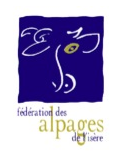 fédération des
alpages
de l'isère